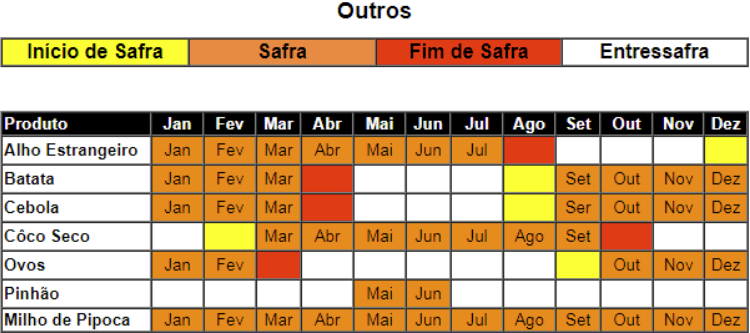 Outros
Início de Safra Safra Fim de Safra Entressafra
Produto Jan Fev Mar Abr Mai Jun Jul Ago Set Out Nov Dez
Alho Estrangeiro Jan Fev Mar Abr Mai Jun Jul
Batata Jan Fev Mar Set Out Nov Dez
Cebola Jan Fev Mar Ser Out Nov Dez
Côco Seco Mar Abr Mai Jun Jul Ago Set
Ovos Jan Fev Out Nov Dez
Pinhão Mai Jun
Milho de Pipoca Jan Fev Mar Abr Mai Jun Jul Ago Set Out Nov Dez